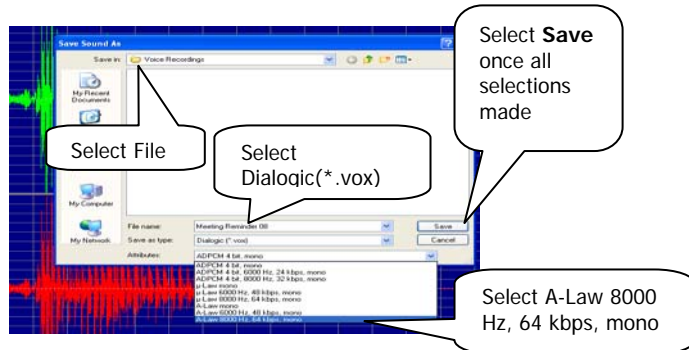 Save Sound As
Save in:
Voice Recordings
My Recent
Documents
My Computer
My Network
File name:
Meeting Reminder 08
Save
Save as type:
Dialogic (*.vox)
Cancel
Attributes:
ADPCM 4 bit, mono
ADPCM 4 bit, mono
ADPCM 4 bit, 6000 Hz, 24 kbps, mono
ADPCM 4 bit, 8000 Hz, 32 kbps, mono
µ-Law mono
µ-Law 6000 Hz, 48 kbps, mono
µ-Law 8000 Hz, 64 kbps, mono
A-Law mono
A-Law 6000 Hz, 48 kbps, mono
A-Law 8000 Hz, 64 kbps, mono
Select File
Select
Dialogic(*.vox)
Select Save
once all
selections
made
Select A-Law 8000
Hz, 64 kbps, mono